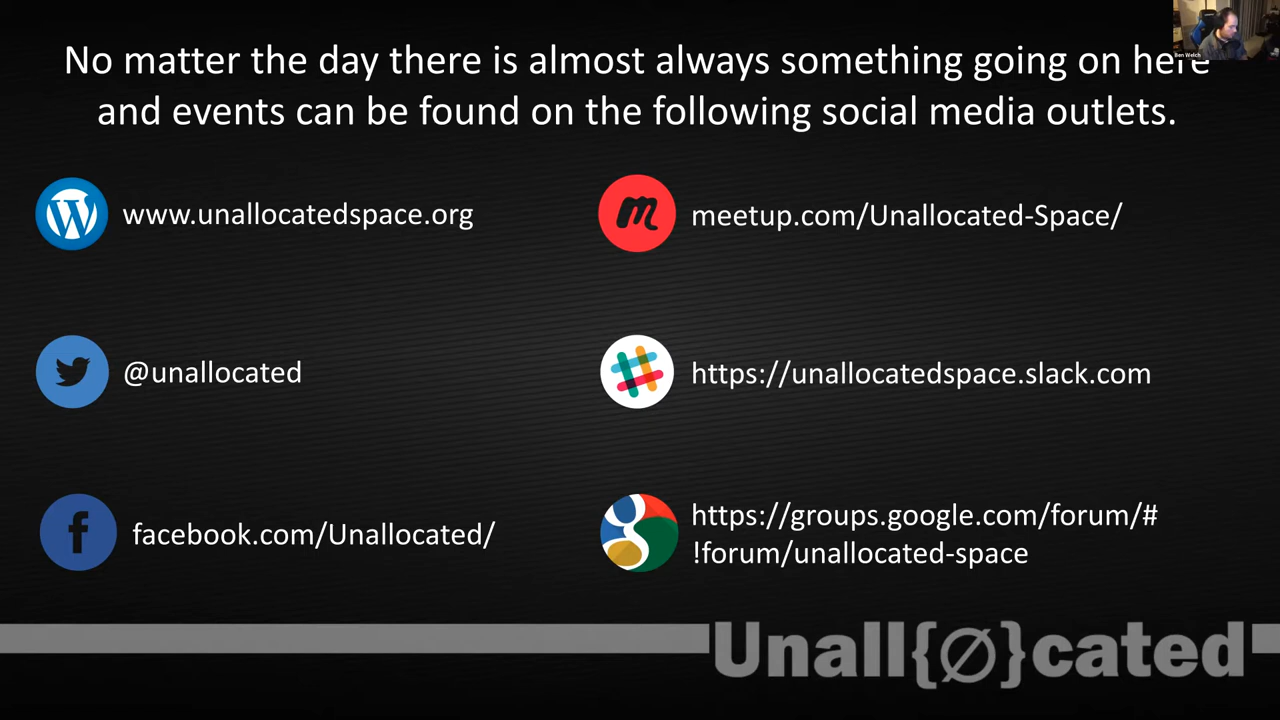 No matter the day there is almost always something going on here
and events can be found on the following social media outlets.
Ben Welch
www.unallocatedspace.org
meetup.com/Unallocated-Space/
@unallocated
https://unallocatedspace.slack.com
facebook.com/Unallocated/
https://groups.google.com/forum/#
!forum/unallocated-space
Unall{Ø}cated